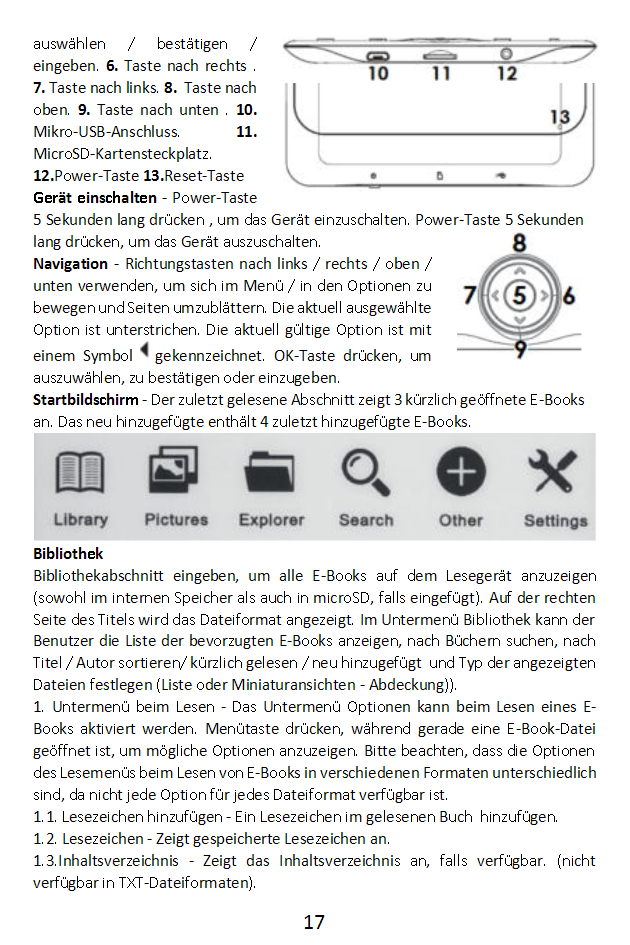 auswählen / bestätigen /
eingeben. 6. Taste nach rechts .
7. Taste nach links. 8. Taste nach
oben. 9. Taste nach unten . 10.
Mikro-USB-Anschluss. 11.
MicroSD-Kartensteckplatz.
12.Power-Taste 13.Reset-Taste
10 11 12
13
Gerät einschalten - Power-Taste
5 Sekunden lang drücken , um das Gerät einzuschalten. Power-Taste 5 Sekunden
lang drücken, um das Gerät auszuschalten.
Navigation - Richtungstasten nach links / rechts / oben /
unten verwenden, um sich im Menü / in den Optionen zu
bewegen und Seiten umzublättern. Die aktuell ausgewählte
Option ist unterstrichen. Die aktuell gültige Option ist mit
einem Symbol gekennzeichnet. OK-Taste drücken, um
auszuwählen, zu bestätigen oder einzugeben.
8
7 5 6
9
Startbildschirm - Der zuletzt gelesene Abschnitt zeigt 3 kürzlich geöffnete E-Books
an. Das neu hinzugefügte enthält 4 zuletzt hinzugefügte E-Books.
Library Pictures Explorer Search Other Settings
Bibliothek
Bibliothekabschnitt eingeben, um alle E-Books auf dem Lesegerät anzuzeigen
(sowohl im internen Speicher als auch in microSD, falls eingefügt). Auf der rechten
Seite des Titels wird das Dateiformat angezeigt. Im Untermenü Bibliothek kann der
Benutzer die Liste der bevorzugten E-Books anzeigen, nach Büchern suchen, nach
Titel / Autor sortieren/ kürzlich gelesen / neu hinzugefügt und Typ der angezeigten
Dateien festlegen (Liste oder Miniaturansichten - Abdeckung)).
1. Untermenü beim Lesen - Das Untermenü Optionen kann beim Lesen eines E-
Books aktiviert werden. Menütaste drücken, während gerade eine E-Book-Datei
geöffnet ist, um mögliche Optionen anzuzeigen. Bitte beachten, dass die Optionen
des Lesemenüs beim Lesen von E-Books in verschiedenen Formaten unterschiedlich
sind, da nicht jede Option für jedes Dateiformat verfügbar ist.
1.1. Lesezeichen hinzufügen - Ein Lesezeichen im gelesenen Buch hinzufügen.
1.2. Lesezeichen - Zeigt gespeicherte Lesezeichen an.
1.3.Inhaltsverzeichnis - Zeigt das Inhaltsverzeichnis an, falls verfügbar. (nicht
verfügbar in TXT-Dateiformaten).
17